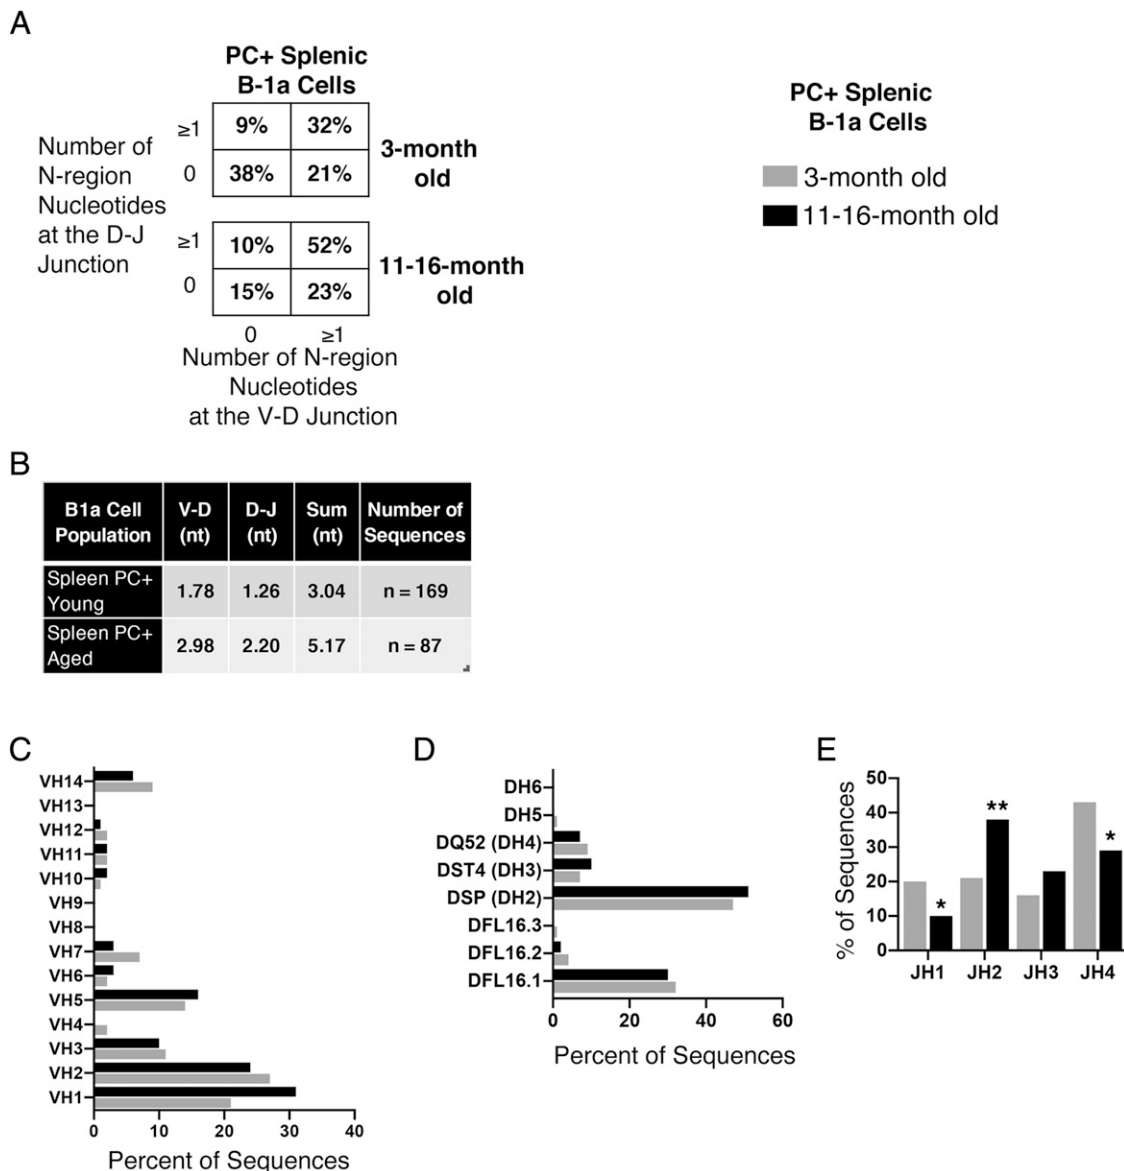 A
PC+ Splenic
B-1a Cells
Number of
N-region
Nucleotides
at the D-J
Junction
≥1
9%
32%
0
38%
21%
3-month
old
≥1
10%
52%
0
15%
23%
11-16-month
old
0
≥1
Number of N-region
Nucleotides
at the V-D Junction
PC+ Splenic
B-1a Cells
3-month old
11-16-month old
B
B1a Cell
Population
V-D
(nt)
D-J
(nt)
Sum
(nt)
Number of
Sequences
Spleen PC+
Young
1.78
1.26
3.04
n = 169
Spleen PC+
Aged
2.98
2.20
5.17
n = 87
C
VH14
VH13
VH12
VH11
VH10
VH9
VH8
VH7
VH6
VH5
VH4
VH3
VH2
VH1
0
10
20
30
40
Percent of Sequences
D
DH6
DH5
DQ52 (DH4)
DST4 (DH3)
DSP (DH2)
DFL16.3
DFL16.2
DFL16.1
0
20
40
60
Percent of Sequences
E
% of Sequences
50
40
30
20
10
0
*
**
*
JH1
JH2
JH3
JH4